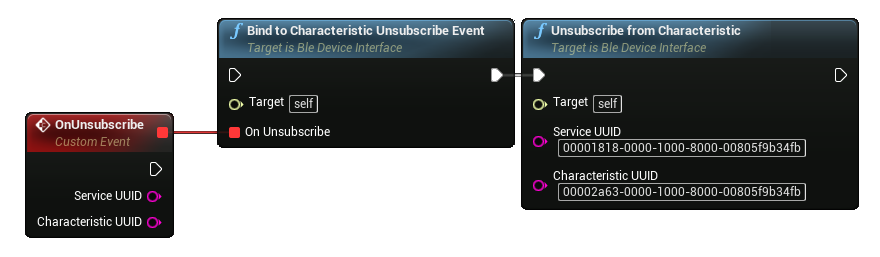 OnUnsubscribe
Custom Event
Service UUID
Characteristic UUID
Bind to Characteristic Unsubscribe Event
Target is Ble Device Interface
Target self
On Unsubscribe
Unsubscribe from Characteristic
Target is Ble Device Interface
Target self
Service UUID
00001818-0000-1000-8000-00805f9b34fb
Characteristic UUID
00002a63-0000-1000-8000-00805f9b34fb